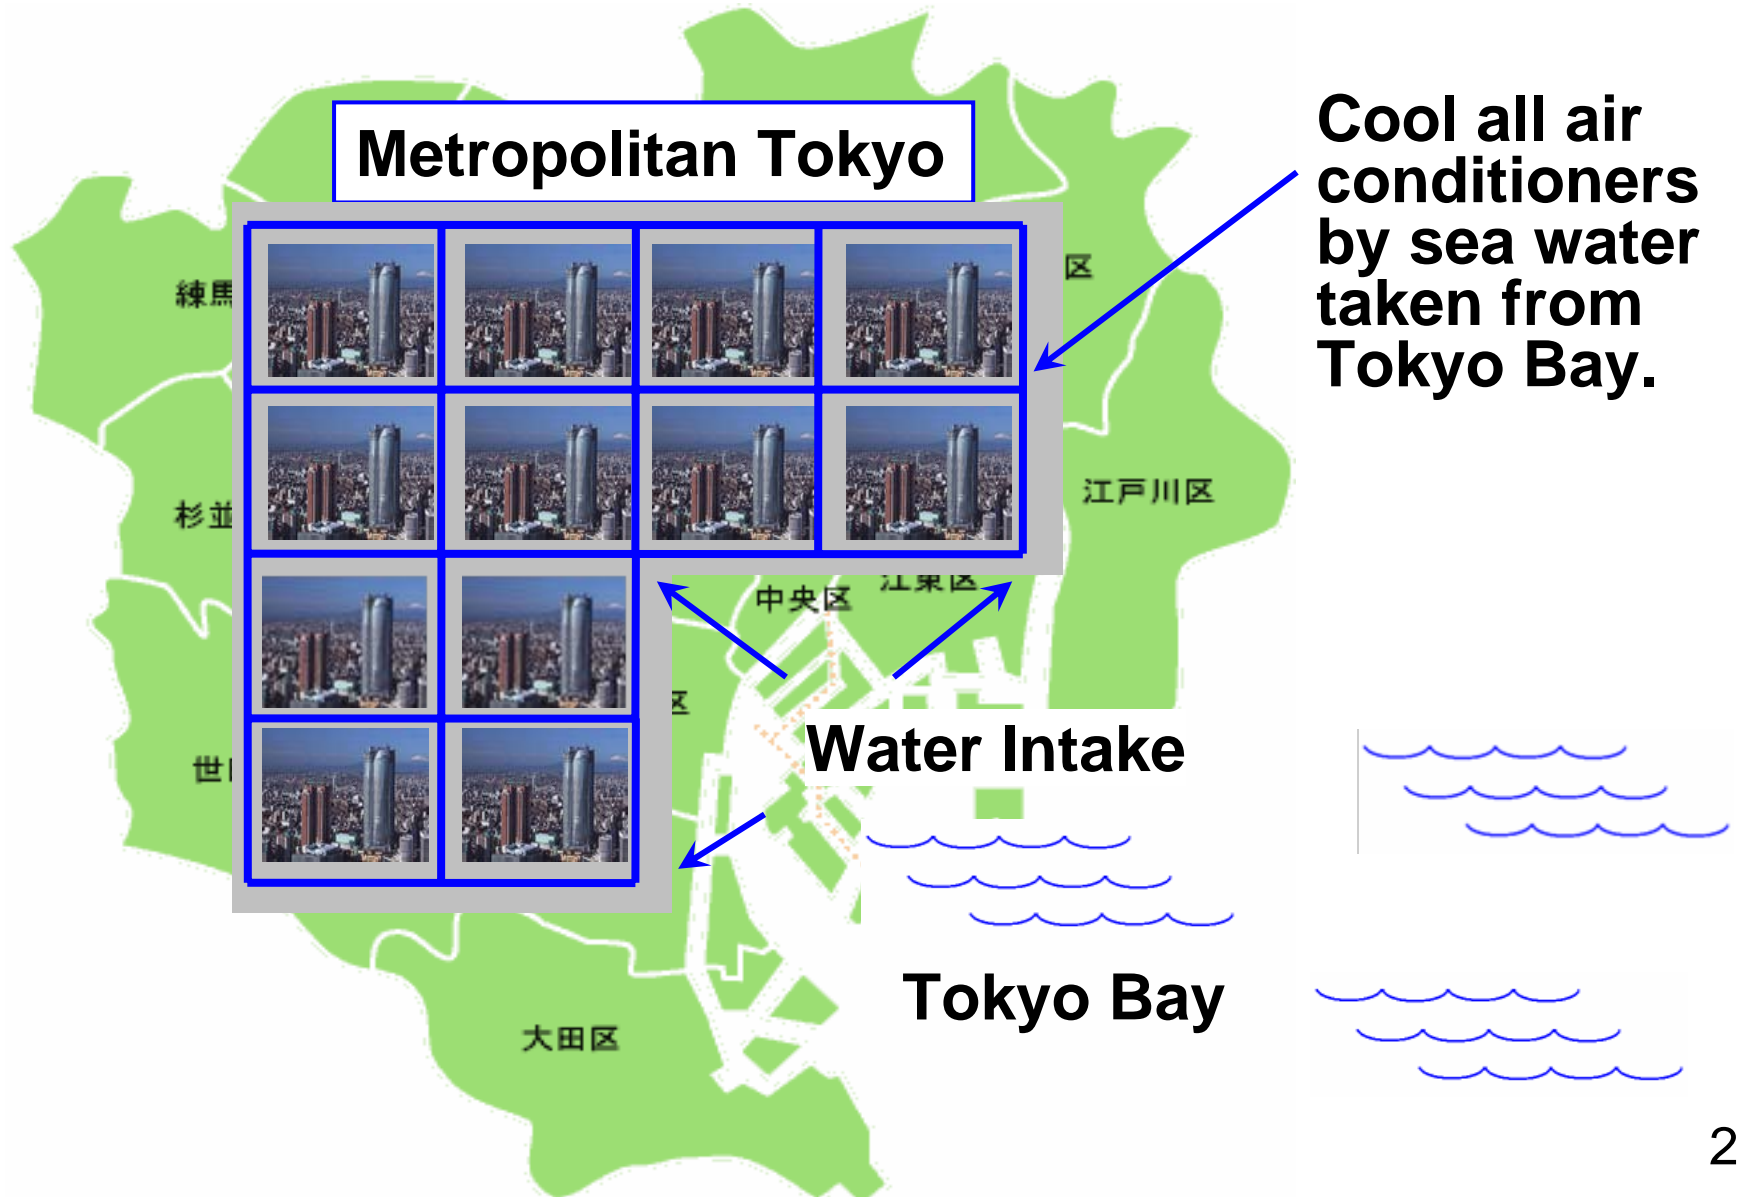 Metropolitan Tokyo
Cool all air
conditioners
by sea water
taken from
Tokyo Bay.
区
練馬
江戸川区
杉並
江東区
中央区
区
Water Intake
世
Tokyo Bay
大田区
2